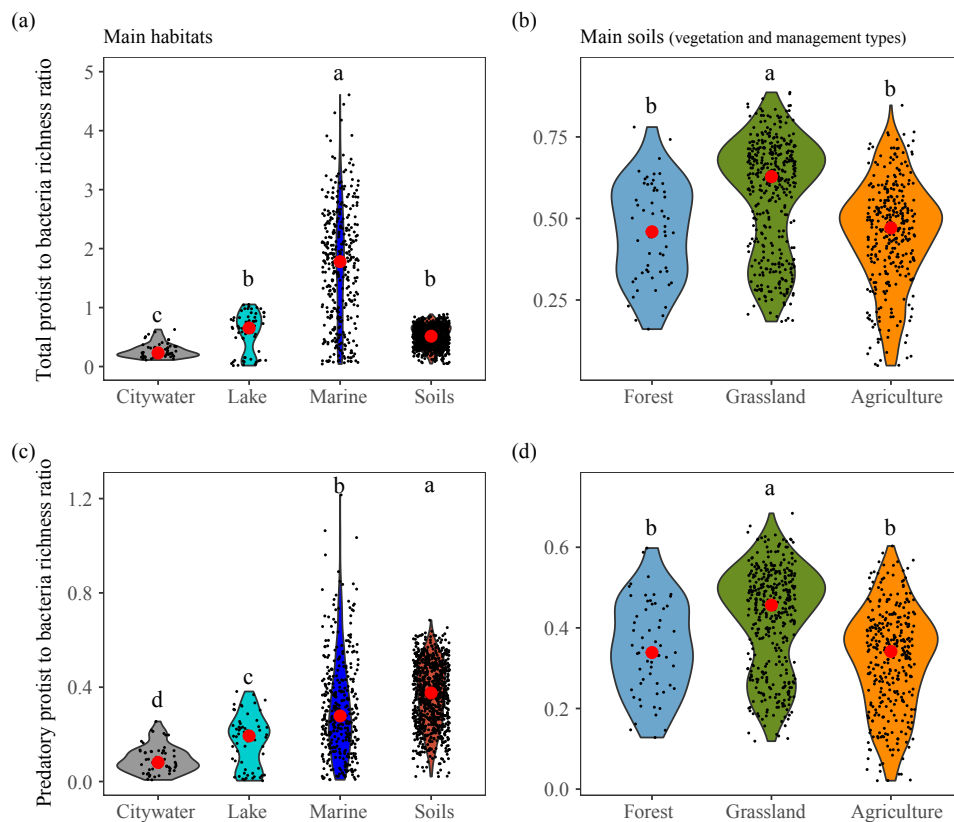 (a)
Main habitats
Total protist to bacteria richness ratio
5
4
3
2
1
0
c
b
a
b
Citywater Lake Marine Soils
(b)
Main soils (vegetation and management types)
0.75
0.50
0.25
b
a
b
Forest Grassland Agriculture
(c)
Predatory protist to bacteria richness ratio
1.2
0.8
0.4
0.0
d
c
b
a
Citywater Lake Marine Soils
(d)
0.6
0.4
0.2
0.0
b
a
b
Forest Grassland Agriculture